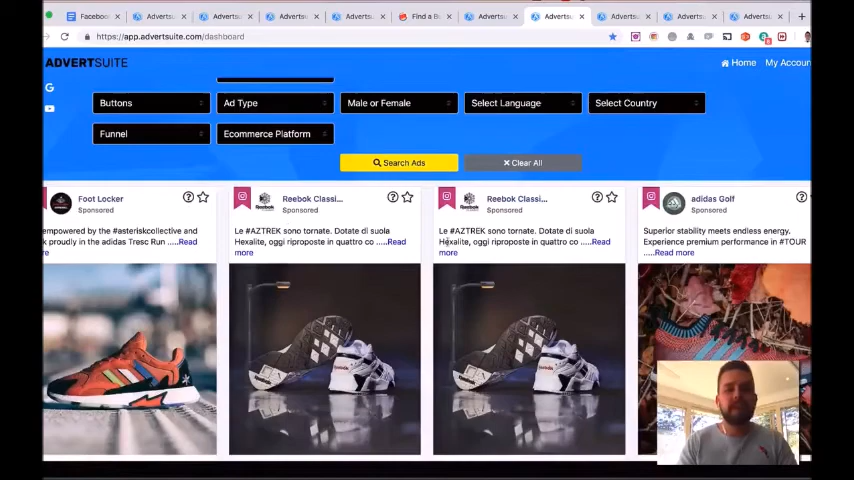 Faceboo
Advertsu
Advertsu
Advertsu
Advertsu
Find a B
Advertsu
Advertsu
Advertsu
Advertsu
Advertsu
https://app.advertsuite.com/dashboard
ADVERTSUITE
Home
My Accoun
Buttons
Ad Type
Male or Female
Select Language
Select Country
Funnel
Ecommerce Platform
Search Ads
Clear All
Foot Locker
Sponsored
empowered by the #asteriskcollective and
k proudly in the adidas Tresc Run .....Read
re
Reebok Classi...
Sponsored
Le #AZTREK sono tornate. Dotate di suola
Hexalite, oggi riproposte in quattro co .....Read
more
Reebok Classi...
Sponsored
Le #AZTREK sono tornate. Dotate di suola
Hexalite, oggi riproposte in quattro co .....Read
more
adidas Golf
Sponsored
Superior stability meets endless energy.
Experience premium performance in #TOUR
.....Read more